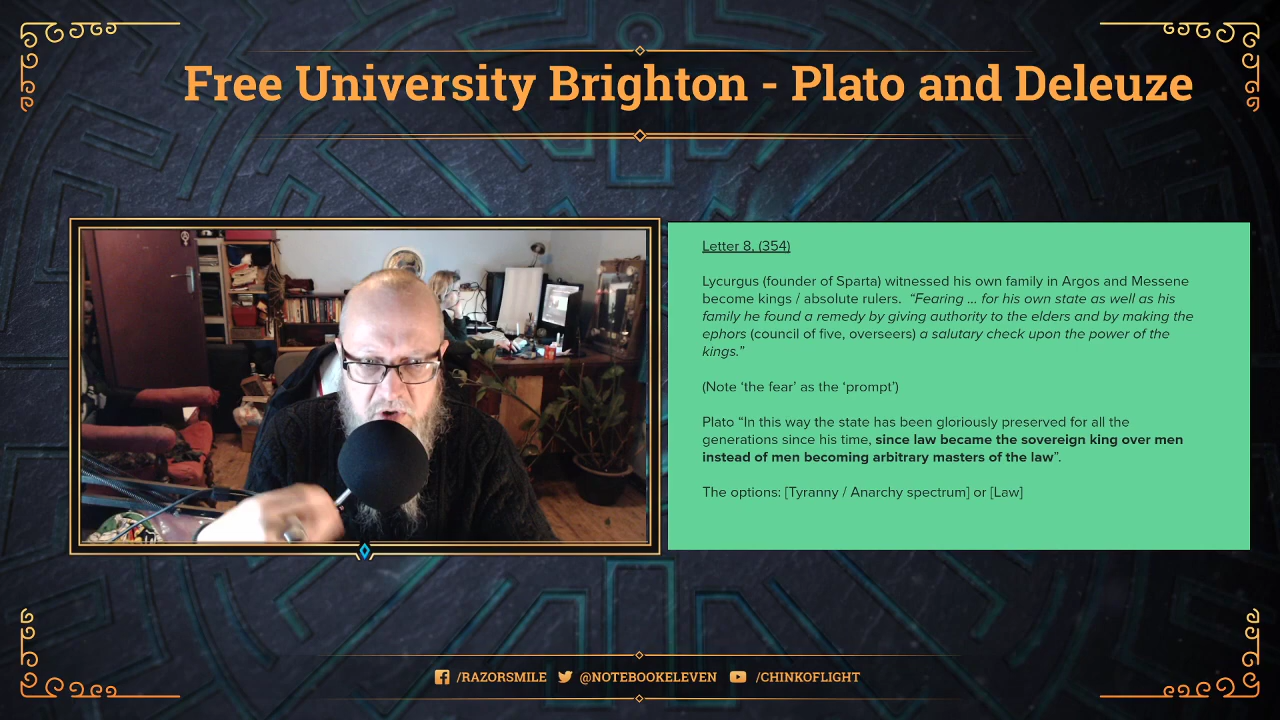 Free University Brighton - Plato and Deleuze
Letter 8, (354)
Lycurgus (founder of Sparta) witnessed his own family in Argos and Messene
become kings / absolute rulers. “Fearing ... for his own state as well as his
family he found a remedy by giving authority to the elders and by making the
ephors (council of five, overseers) a salutary check upon the power of the
kings.”
(Note ‘the fear’ as the ‘prompt’)
Plato “In this way the state has been gloriously preserved for all the
generations since his time, since law became the sovereign king over men
instead of men becoming arbitrary masters of the law”.
The options: [Tyranny / Anarchy spectrum] or [Law]
/RAZORSMILE @NOTEBOOKELEVEN /CHINKOFLIGHT